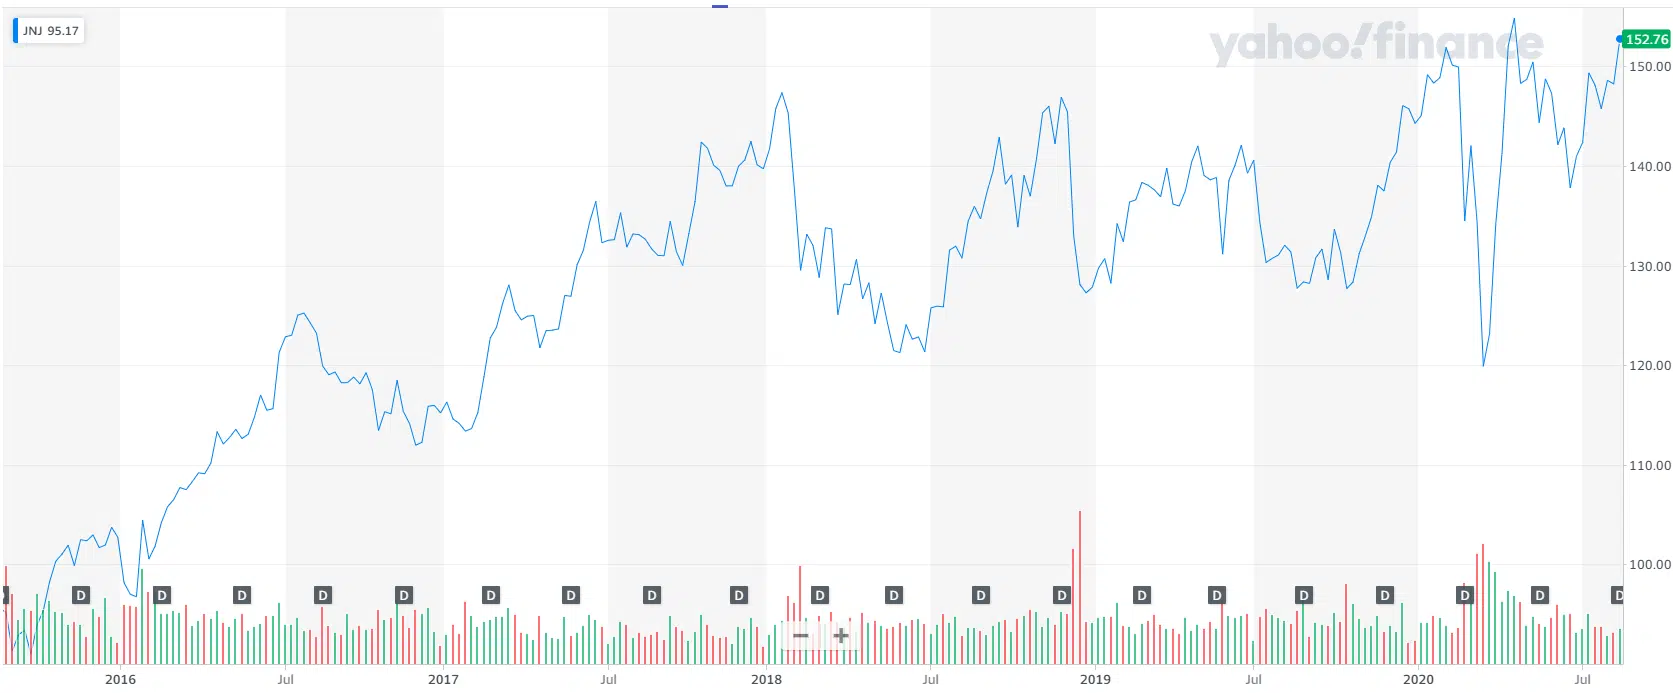 JNJ 95.17
yahoo!finance
152.76
150.00
140.00
130.00
120.00
110.00
100.00
D D D D D D D D D D D D D D D D D D D D
− +
2016 Jul 2017 Jul 2018 Jul 2019 Jul 2020 Jul